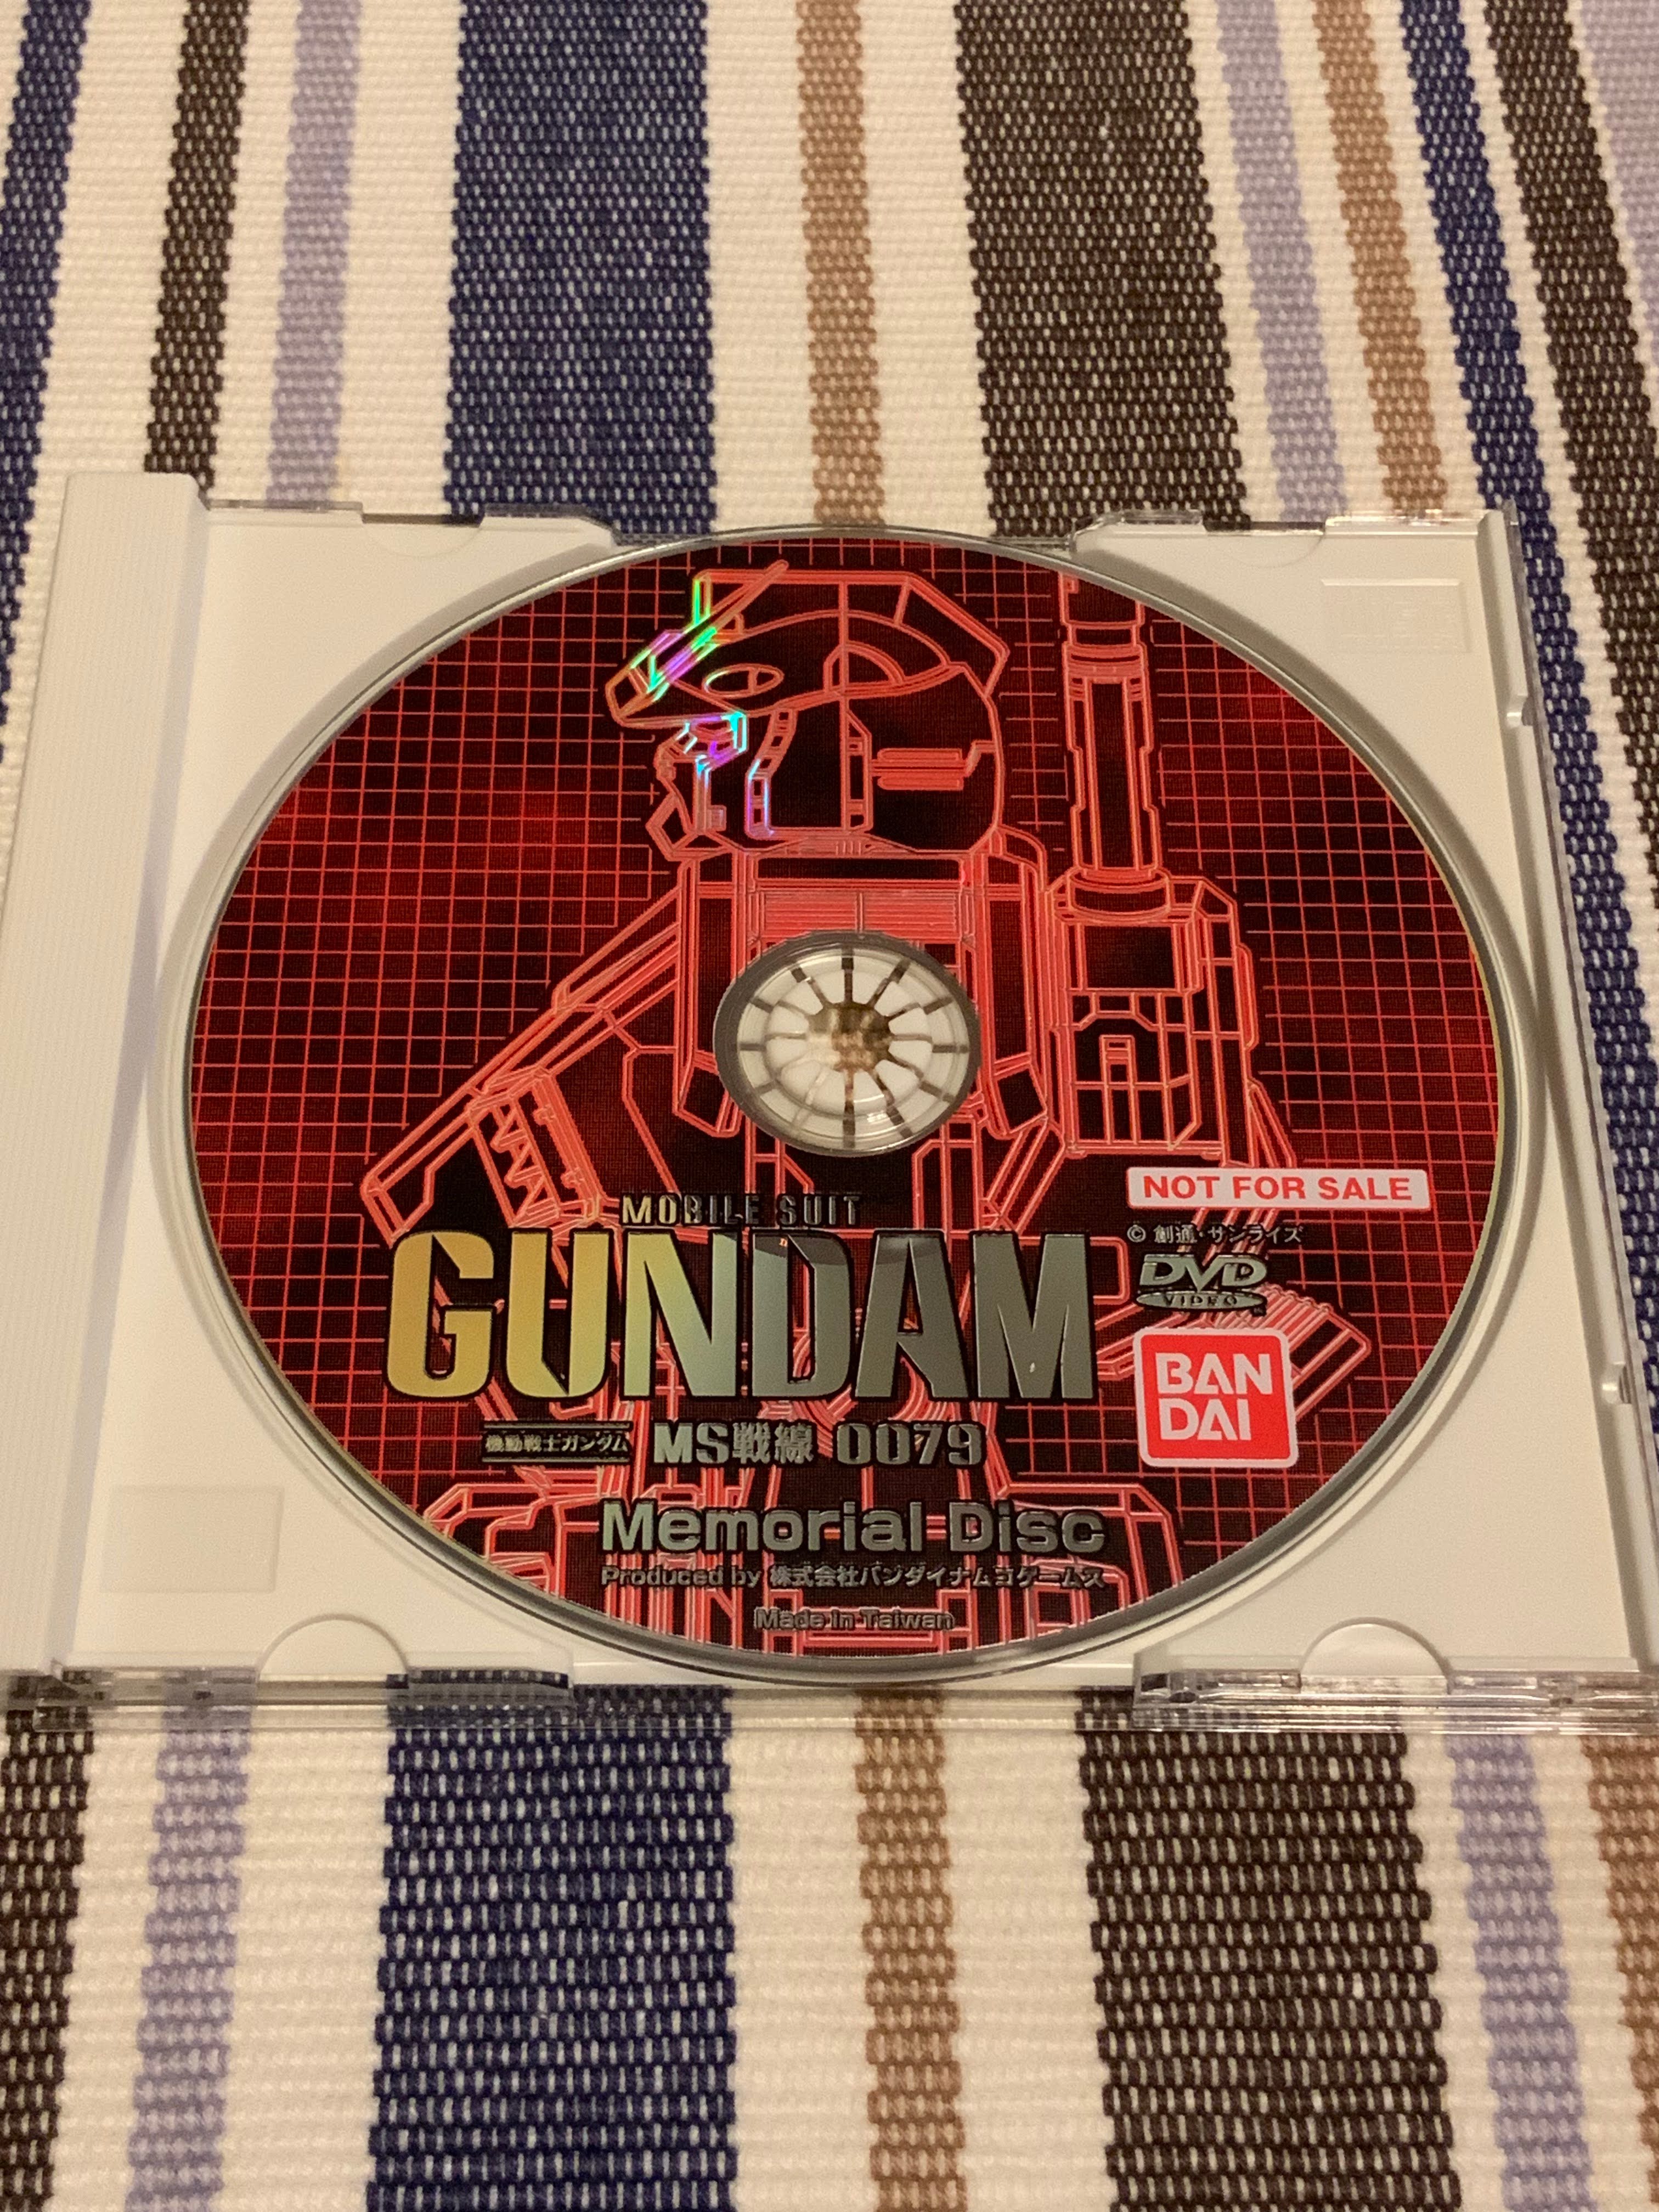 MOBILE SUIT
GUNDAM
機動戦士ガンダム MS戦線 0079
Memorial Disc
Produced by 株式会社バンダイナムコゲームス
Made in Taiwan
NOT FOR SALE
© 創通・サンライズ
DVD
VIDEO
BAN
DAI